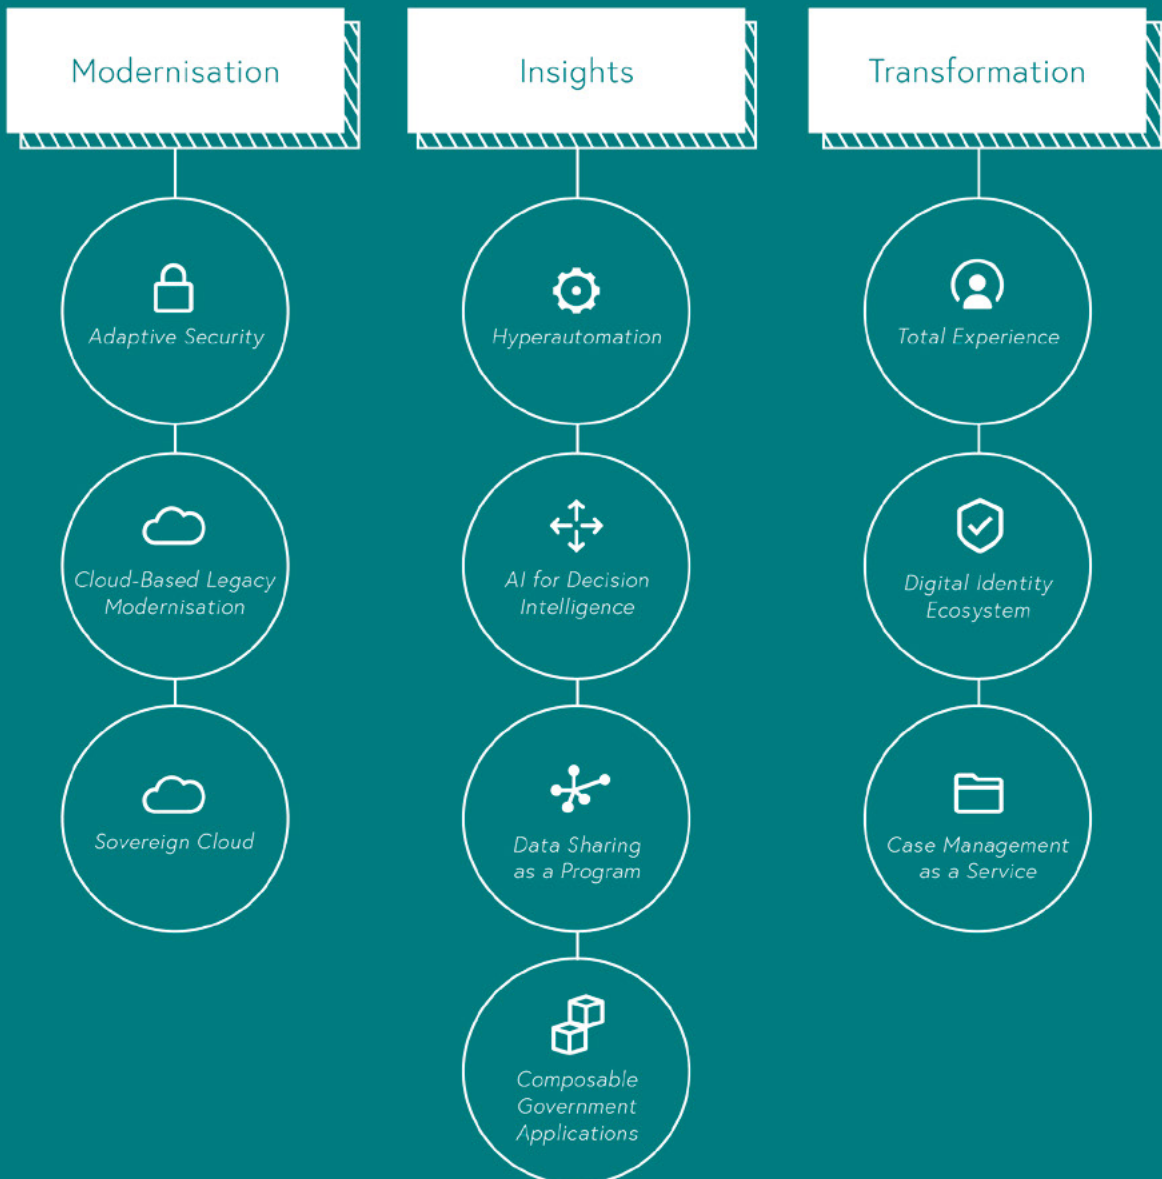 Modernisation
Adaptive Security
Cloud-Based Legacy
Modernisation
Sovereign Cloud
Insights
Hyperautomation
AI for Decision
Intelligence
Data Sharing
as a Program
Composable
Government
Applications
Transformation
Total Experience
Digital Identity
Ecosystem
Case Management
as a Service